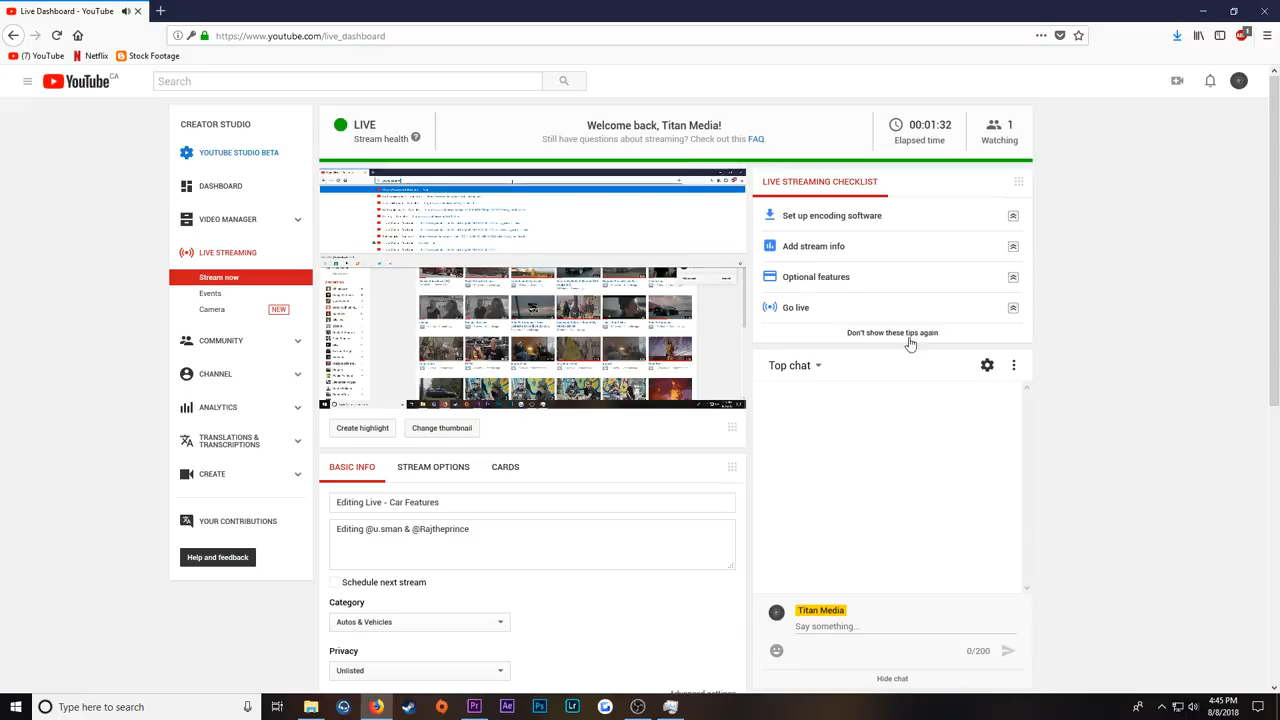 Live Dashboard - YouTube
https://www.youtube.com/live_dashboard
(7) YouTube
Netflix
Stock Footage
YouTube CA
Search
CREATOR STUDIO
YOUTUBE STUDIO BETA
DASHBOARD
VIDEO MANAGER
LIVE STREAMING
Stream now
Events
Camera
NEW
COMMUNITY
CHANNEL
ANALYTICS
TRANSLATIONS &
TRANSCRIPTIONS
CREATE
YOUR CONTRIBUTIONS
Help and feedback
LIVE
Stream health
Welcome back, Titan Media!
Still have questions about streaming? Check out this FAQ
00:01:32
Elapsed time
1
Watching
Create highlight
Change thumbnail
BASIC INFO
STREAM OPTIONS
CARDS
Editing Live - Car Features
Editing @u.sman & @Rajtheprince
Schedule next stream
Category
Autos & Vehicles
Privacy
Unlisted
Advanced settings
LIVE STREAMING CHECKLIST
Set up encoding software
Add stream info
Optional features
Go live
Don't show these tips again
Top chat
Titan Media
Say something...
0/200
Hide chat
Type here to search
4:45 PM
8/8/2018